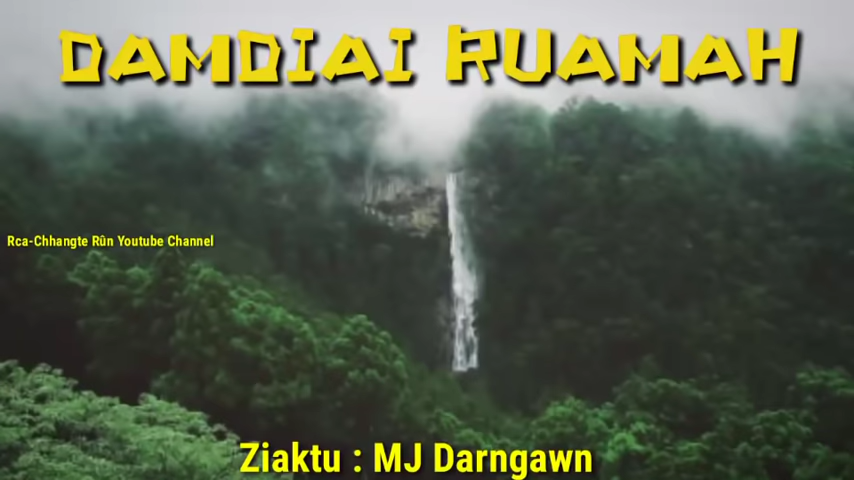 DAMDIAI RUAMAH
Rca-Chhangte Rûn Youtube Channel
Ziaktu : MJ Darngawn